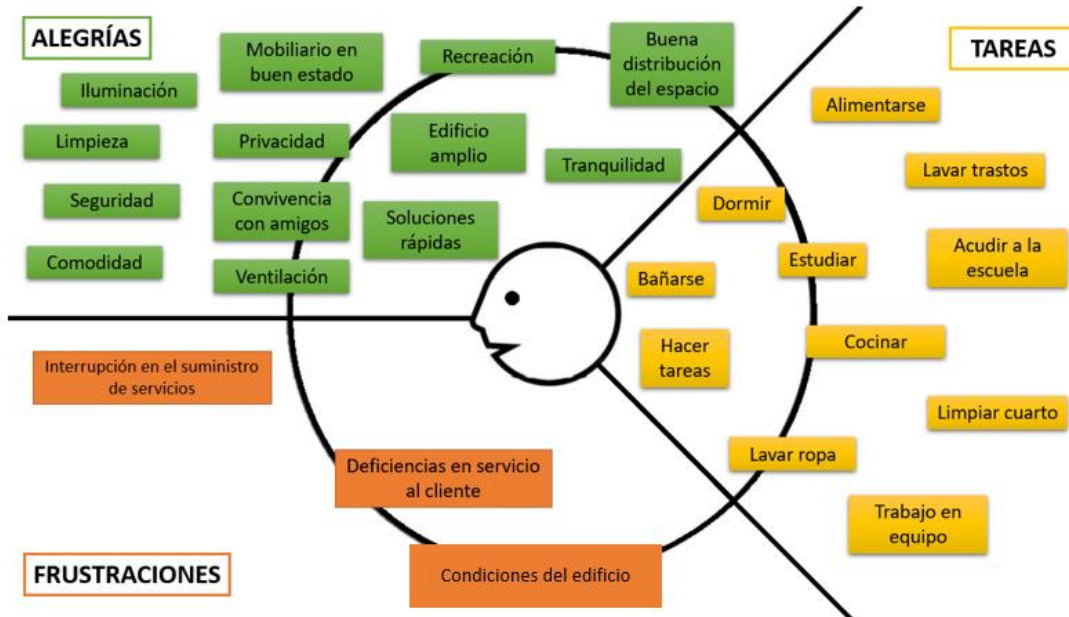 ALEGRÍAS
Iluminación
Limpieza
Seguridad
Comodidad
Mobiliario en
buen estado
Privacidad
Convivencia
con amigos
Ventilación
Recreación
Edificio
amplio
Soluciones
rápidas
Buena
distribución
del espacio
Tranquilidad
TAREAS
Alimentarse
Lavar trastos
Dormir
Estudiar
Acudir a la
escuela
Bañarse
Hacer
tareas
Cocinar
Limpiar cuarto
Lavar ropa
Trabajo en
equipo
Interrupción en el suministro
de servicios
Deficiencias en servicio
al cliente
Condiciones del edificio
FRUSTRACIONES